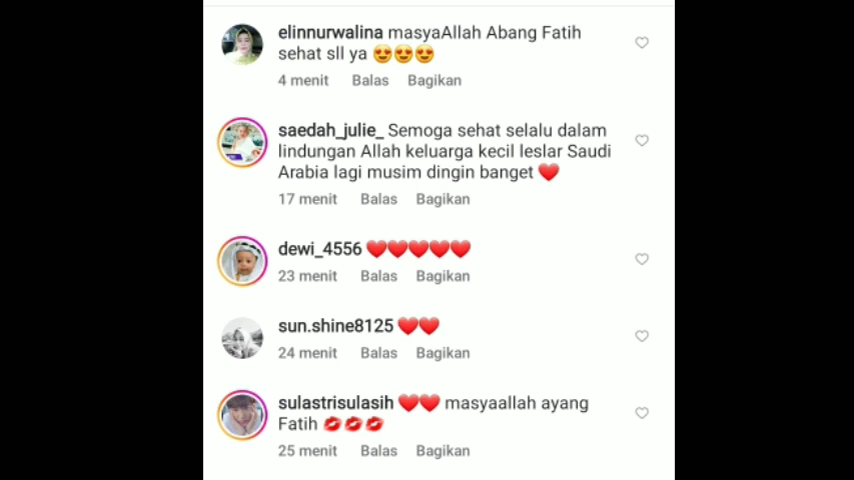 elinnurwalina masyaAllah Abang Fatih
sehat sll ya 😍😍😍
4 menit Balas Bagikan
saedah_julie_ Semoga sehat selalu dalam
lindungan Allah keluarga kecil leslar Saudi
Arabia lagi musim dingin banget ❤️
17 menit Balas Bagikan
dewi_4556 ❤️❤️❤️❤️❤️
23 menit Balas Bagikan
sun.shine8125 ❤️❤️
24 menit Balas Bagikan
sulastrisulasih ❤️❤️ masyaallah ayang
Fatih 💋💋💋
25 menit Balas Bagikan